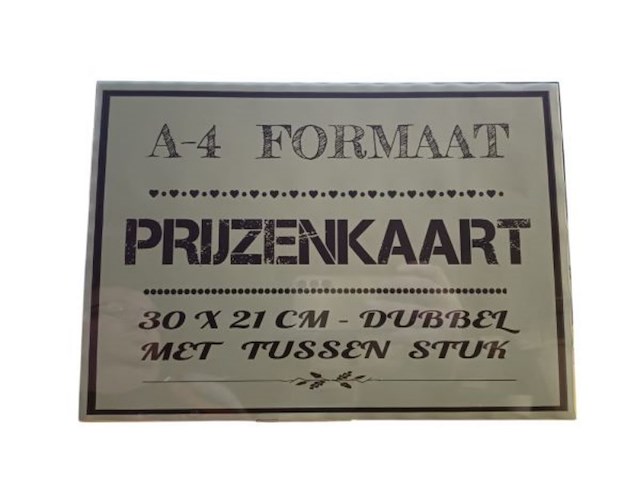 A-4 FORMAAT
PRIJZENKAART
30 X 21 CM - DUBBEL
MET TUSSEN STUK